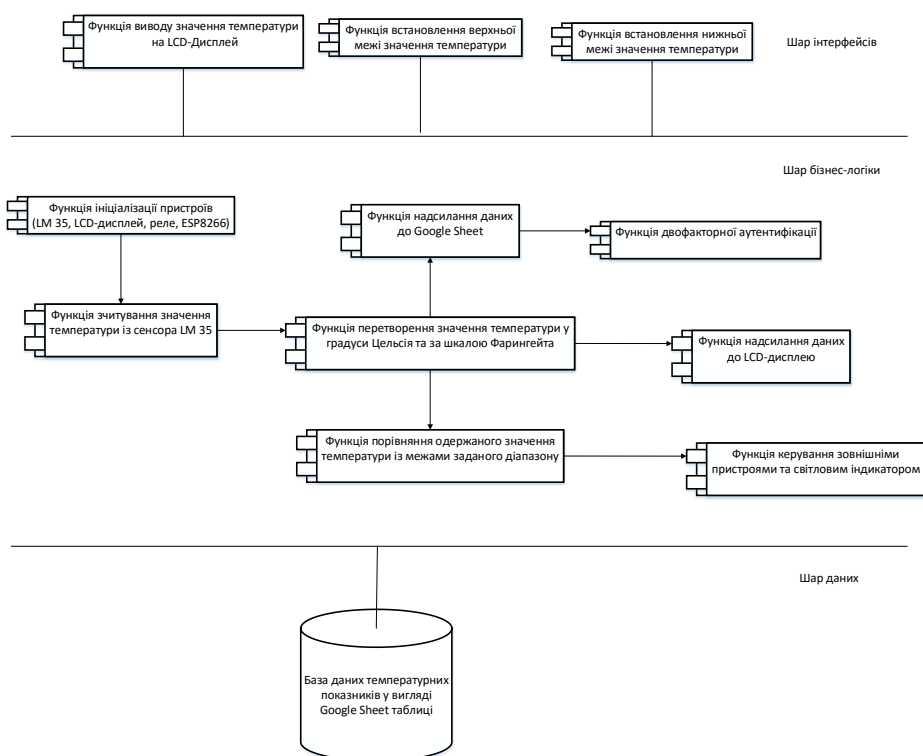 Функція виводу значення температури
на LCD-Дисплей
Функція встановлення верхньої
межі значення температури
Функція встановлення нижньої
межі значення температури
Шар інтерфейсів
Шар бізнес-логіки
Функція ініціалізації пристроїв
(LM 35, LCD-дисплей, реле, ESP8266)
Функція надсилання даних
до Google Sheet
Функція двофакторної аутентифікації
Функція зчитування значення
температури із сенсора LM 35
Функція перетворення значення температури у
градуси Цельсія та за шкалою Фарингейта
Функція надсилання даних
до LCD-дисплею
Функція порівняно одержаного значення
температури із межами заданого діапазону
Функція керування зовнішніми
пристроями та світловим індикатором
Шар даних
База даних температурних
показників у вигляді
Google Sheet таблиці